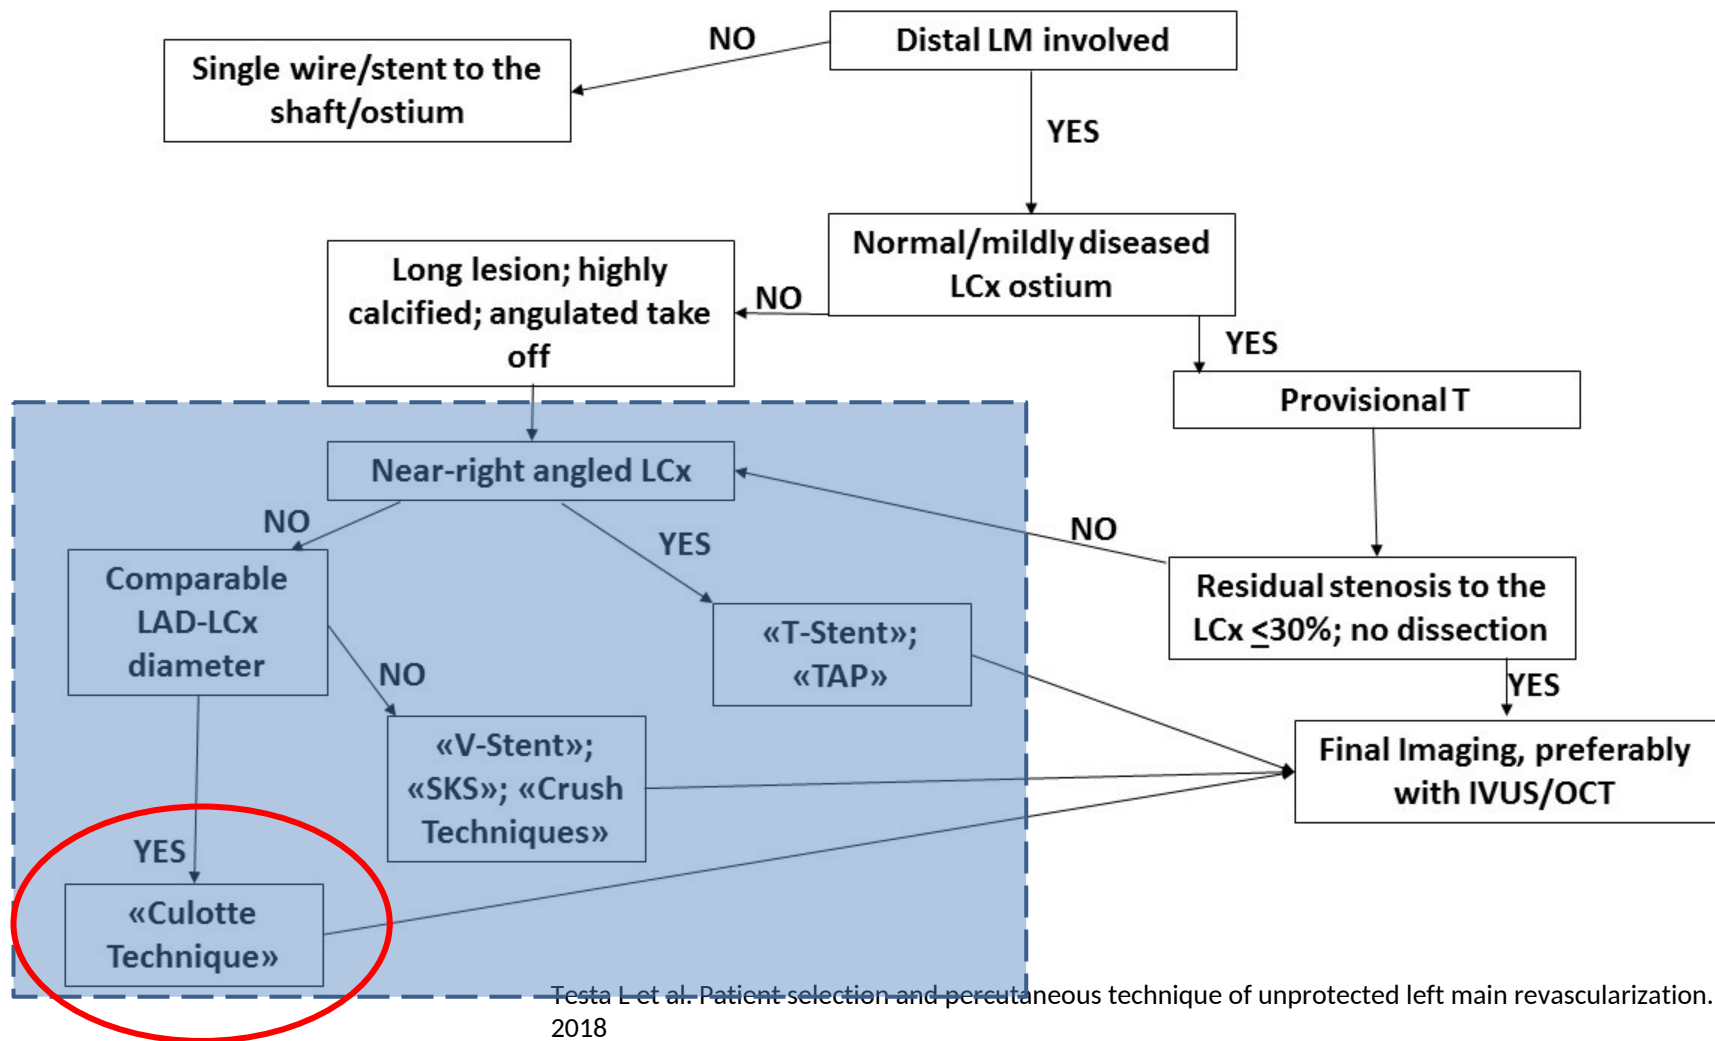 Distal LM involved
NO
Single wire/stent to the
shaft/ostium
YES
Normal/mildly diseased
LCx ostium
NO
Long lesion; highly
calcified; angulated take
off
YES
Provisional T
Near-right angled LCx
NO
YES
NO
Comparable
LAD-LCx
diameter
NO
«T-Stent»;
«TAP»
Residual stenosis to the
LCx ≤30%; no dissection
YES
«V-Stent»;
«SKS»; «Crush
Techniques»
Final Imaging, preferably
with IVUS/OCT
YES
«Culotte
Technique»
Testa L et al. Patient selection and percutaneous technique of unprotected left main revascularization.
2018